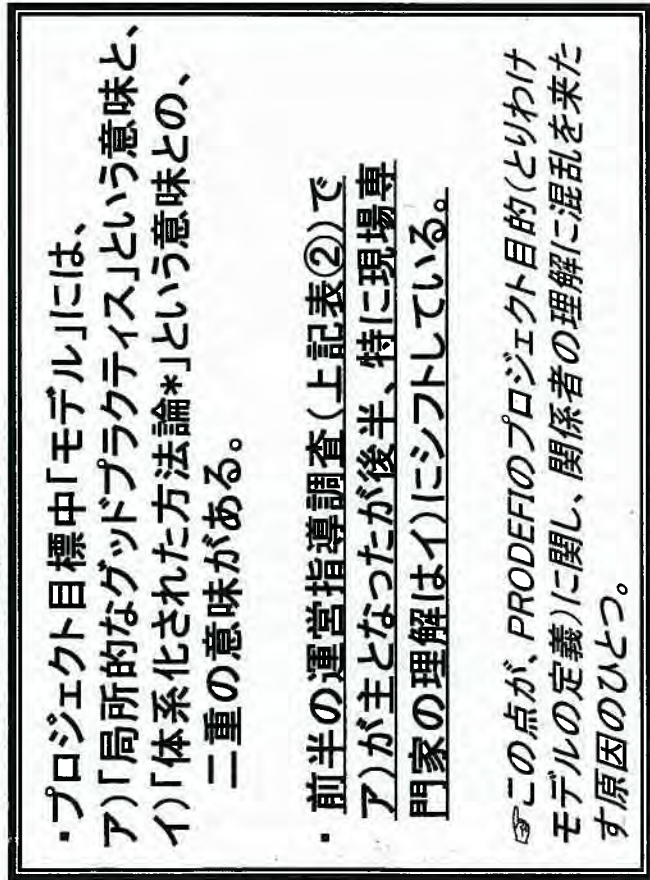 ・プロジェクト目標中「モデル」には、
ア)「局所的なグッドプラクティス」という意味と、
イ)「体系化された方法論*」という意味との、
二重の意味がある。
・前半の運営指導調査(上記表②)で
ア)が主となったが後半、特に現場専
門家の理解はイ)にシフトしている。
☞この点が、PRODEFIのプロジェクト目的(とりわけ
モデルの定義)に関し、関係者の理解に混乱を来た
す原因のひとつ。